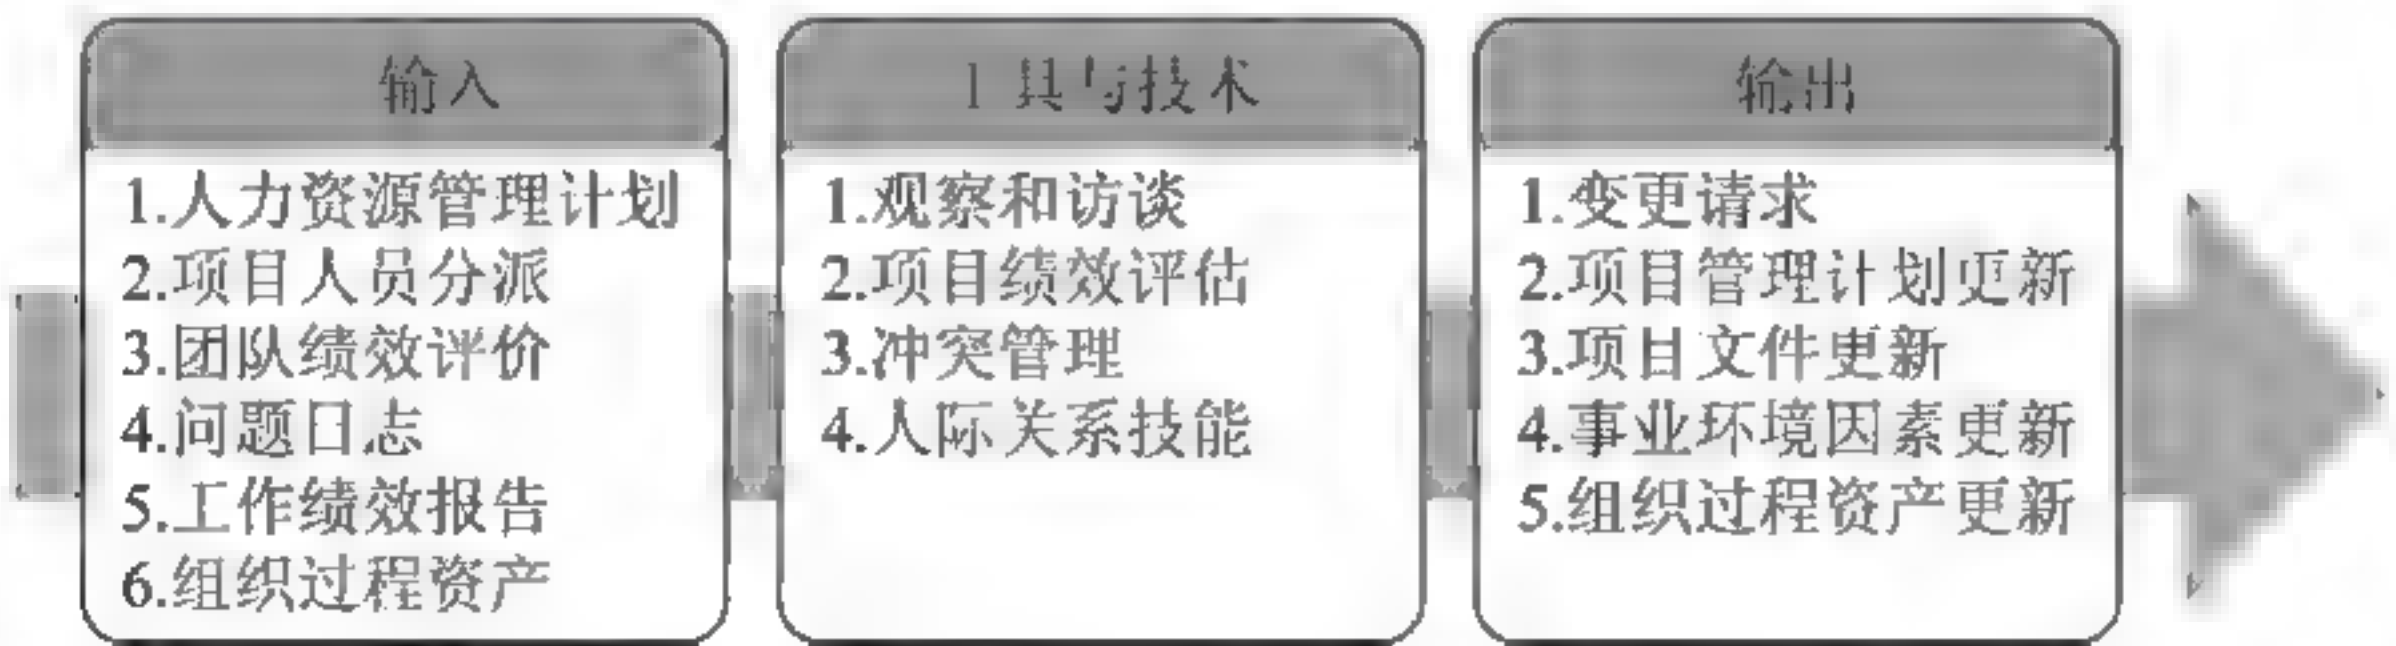 输入
1.人力资源管理计划
2.项目人员分派
3.团队绩效评价
4.问题日志
5.工作绩效报告
6.组织过程资产
工具与技术
1.观察和访谈
2.项目绩效评估
3.冲突管理
4.人际关系技能
输出
1.变更请求
2.项目管理计划更新
3.项目文件更新
4.事业环境因素更新
5.组织过程资产更新